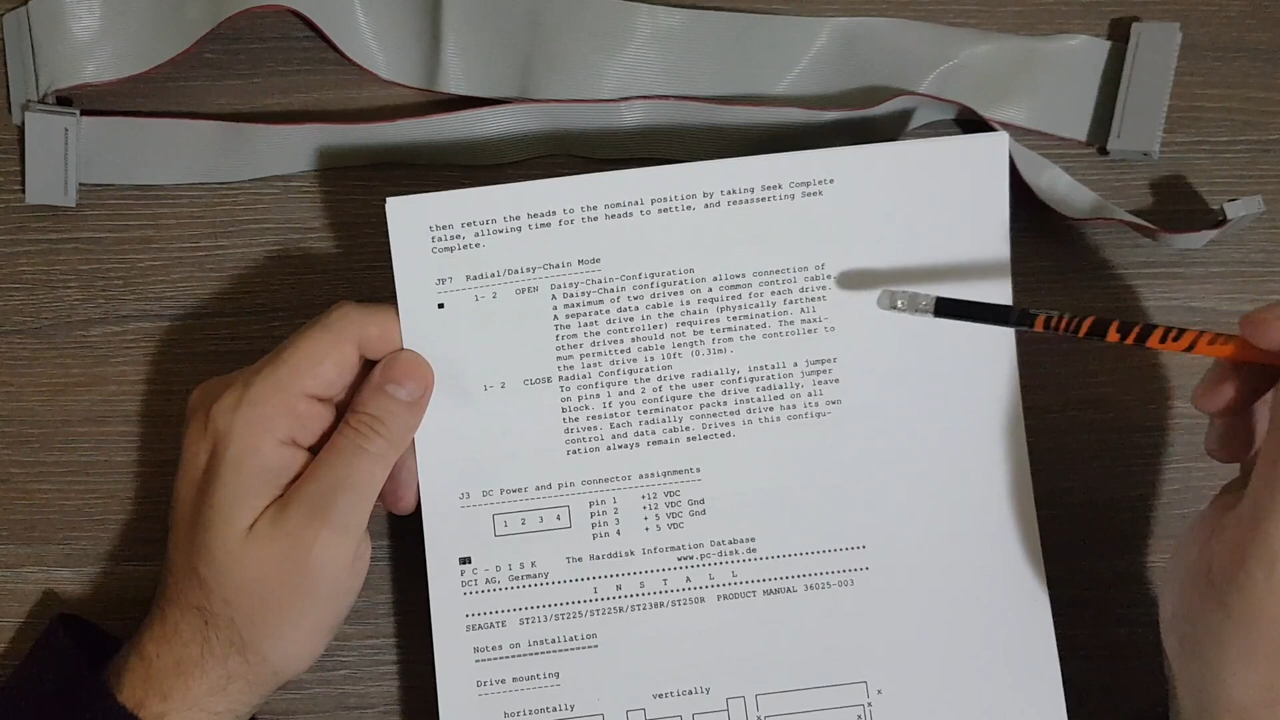 then return the heads to the nominal position by taking Seek Complete
false, allowing time for the heads to settle, and resasserting Seek
Complete.
JP7 Radial/Daisy-Chain Mode
1- 2 OPEN Daisy-Chain-Configuration
A Daisy-Chain configuration allows connection of
a maximum of two drives on a common control cable.
A separate data cable is required for each drive.
The last drive in the chain (physically farthest
from the controller) requires termination. All
other drives should not be terminated. The maxi-
mum permitted cable length from the controller to
the last drive is 10ft (0,31m).
1- 2 CLOSE Radial Configuration
To configure the drive radially, install a jumper
on pins 1 and 2 of the user configuration jumper
block. If you configure the drive radially, leave
the resistor terminator packs installed on all
drives. Each radially connected drive has its own
control and data cable. Drives in this configu-
ration always remain selected.
J3 DC Power and pin connector assignments
1 2 3 4
pin 1 +12 VDC
pin 2 +12 VDC Gnd
pin 3 + 5 VDC Gnd
pin 4 + 5 VDC
P C - D I S K The Harddisk Information Database
DCI AG, Germany www.pc-disk.de
I N S T A L L
SEAGATE ST213/ST225/ST225R/ST238R/ST250R PRODUCT MANUAL 36025-003
Notes on installation
Drive mounting
horizontally vertically
x
x
x x